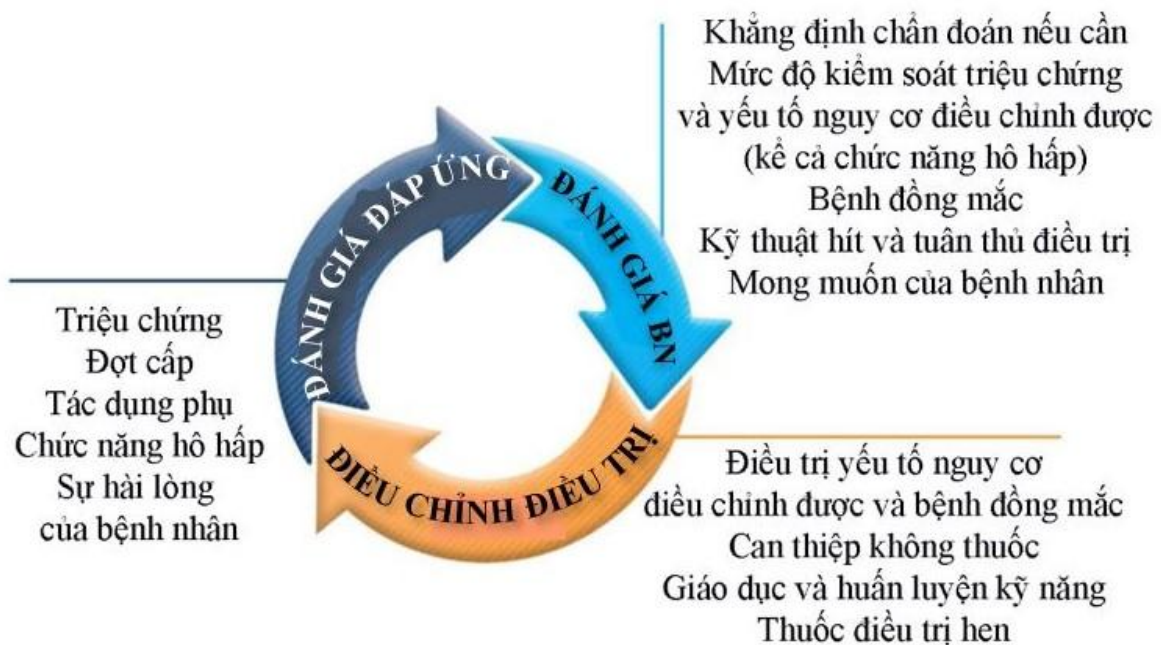 Khẳng định chẩn đoán nếu cần
Mức độ kiểm soát triệu chứng
và yếu tố nguy cơ điều chỉnh được
(kể cả chức năng hô hấp)
Bệnh đồng mắc
Kỹ thuật hít và tuân thủ điều trị
Mong muốn của bệnh nhân
ĐÁNH GIÁ ĐÁP ỨNG
ĐÁNH GIÁ BN
ĐIỀU CHỈNH ĐIỀU TRỊ
Triệu chứng
Đợt cấp
Tác dụng phụ
Chức năng hô hấp
Sự hài lòng
của bệnh nhân
Điều trị yếu tố nguy cơ
điều chỉnh được và bệnh đồng mắc
Can thiệp không thuốc
Giáo dục và huấn luyện kỹ năng
Thuốc điều trị hen